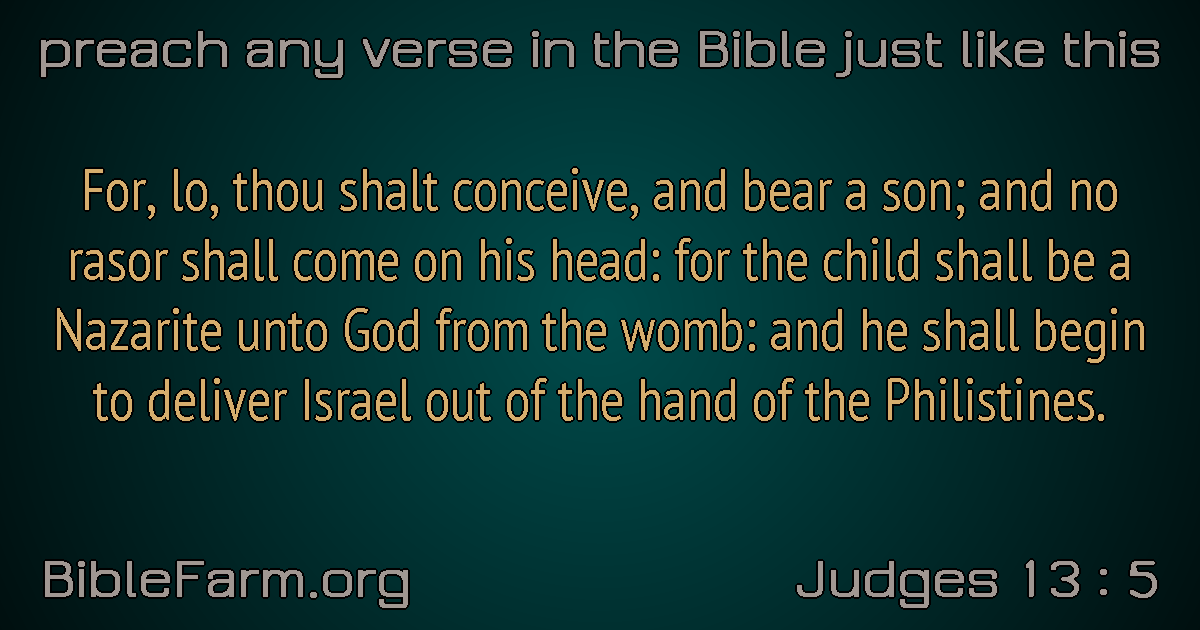 preach any verse in the Bible just like this
For, lo, thou shalt conceive, and bear a son; and no
rasor shall come on his head: for the child shall be a
Nazarite unto God from the womb: and he shall begin
to deliver Israel out of the hand of the Philistines.
BibleFarm.org
Judges 13 : 5